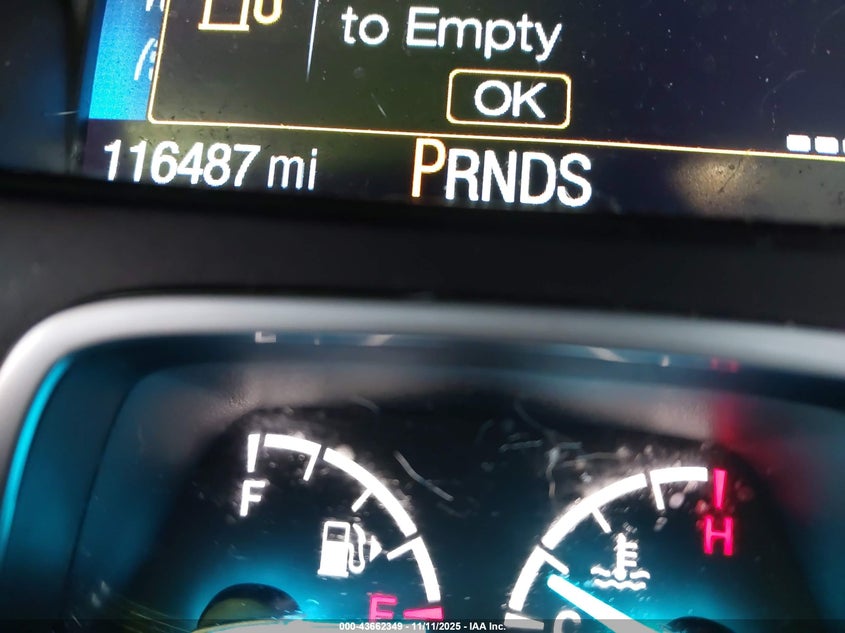 to Empty
OK
116487 mi PRNDS
F
H
E
C
000-43662349 - 11/11/2025 - IAA Inc.